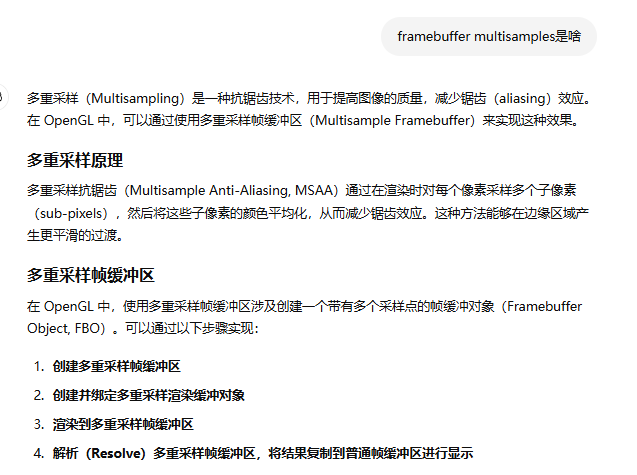 framebuffer multisamples是啥
多重采样（Multisampling）是一种抗锯齿技术，用于提高图像的质量，减少锯齿（aliasing）效应。
在 OpenGL 中，可以通过使用多重采样帧缓冲区（Multisample Framebuffer）来实现这种效果。
多重采样原理
多重采样抗锯齿（Multisample Anti-Aliasing, MSAA）通过在渲染时对每个像素采样多个子像素
（sub-pixels），然后将这些子像素的颜色平均化，从而减少锯齿效应。这种方法能够在边缘区域产
生更平滑的过渡。
多重采样帧缓冲区
在 OpenGL 中，使用多重采样帧缓冲区涉及创建一个带有多个采样点的帧缓冲对象（Framebuffer
Object, FBO）。可以通过以下步骤实现：
1. 创建多重采样帧缓冲区
2. 创建并绑定多重采样渲染缓冲对象
3. 渲染到多重采样帧缓冲区
4. 解析（Resolve）多重采样帧缓冲区，将结果复制到普通帧缓冲区进行显示